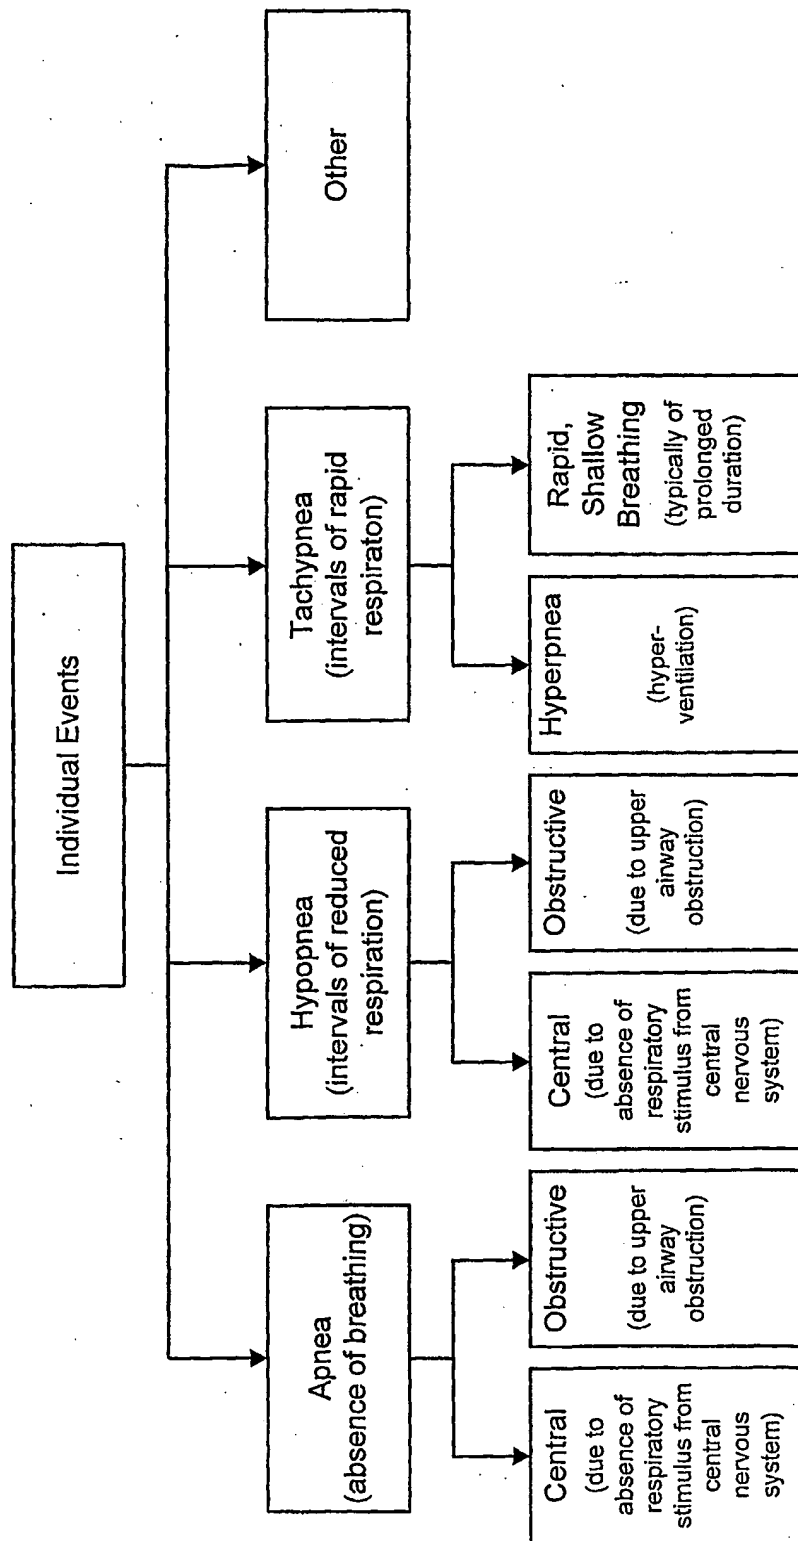 Individual Events
Apnea
(absence of breathing)
Hypopnea
(intervals of reduced
respiration)
Tachypnea
(intervals of rapid
respiraton)
Other
Central
(due to
absence of
respiratory
stimulus from
central
nervous
system)
Obstructive
(due to upper
airway
obstruction)
Central
(due to
absence of
respiratory
stimulus from
central
nervous
system)
Obstructive
(due to upper
airway
obstruction)
Hyperpnea
(hyper-
ventilation)
Rapid,
Shallow
Breathing
(typically of
prolonged
duration)